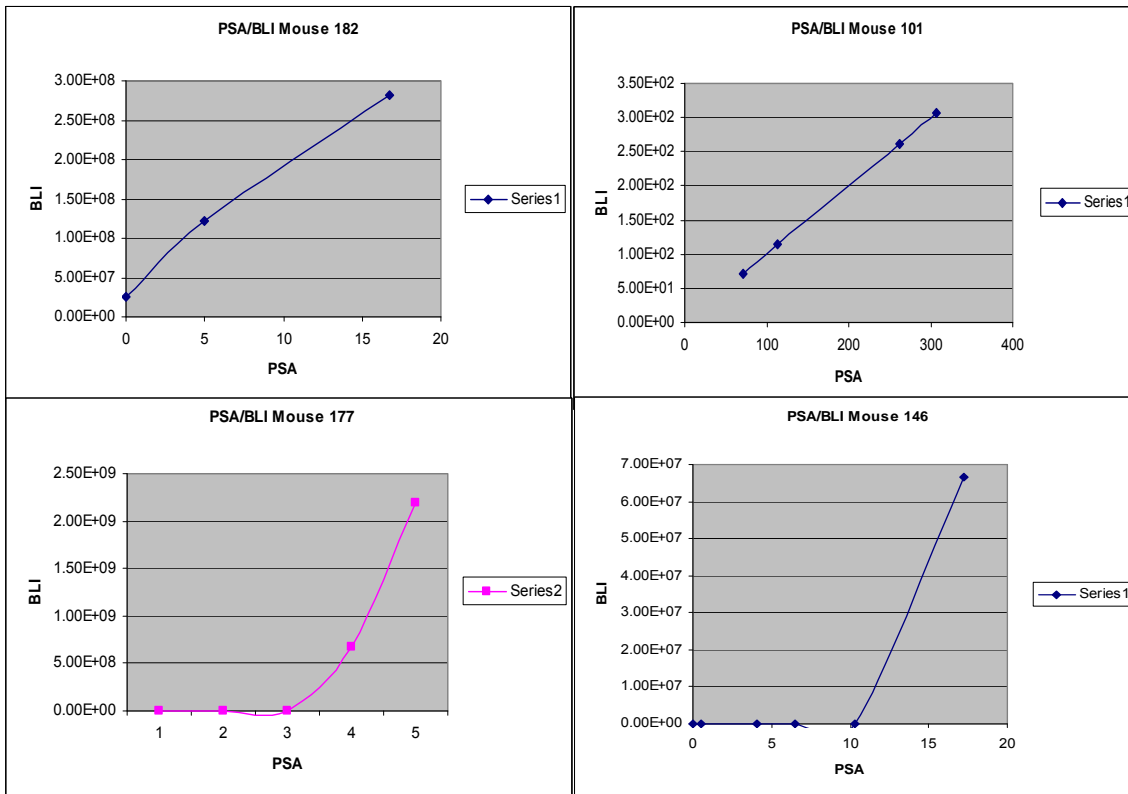 PSA/BLI Mouse 182
3.00E+08
2.50E+08
2.00E+08
1.50E+08
1.00E+08
5.00E+07
0.00E+00
BLI
0 5 10 15 20
PSA
Series1
PSA/BLI Mouse 101
3.50E+02
3.00E+02
2.50E+02
2.00E+02
1.50E+02
1.00E+02
5.00E+01
0.00E+00
BLI
0 100 200 300 400
PSA
Series1
PSA/BLI Mouse 177
2.50E+09
2.00E+09
1.50E+09
1.00E+09
5.00E+08
0.00E+00
BLI
1 2 3 4 5
PSA
Series2
PSA/BLI Mouse 146
7.00E+07
6.00E+07
5.00E+07
4.00E+07
3.00E+07
2.00E+07
1.00E+07
0.00E+00
BLI
0 5 10 15 20
PSA
Series1